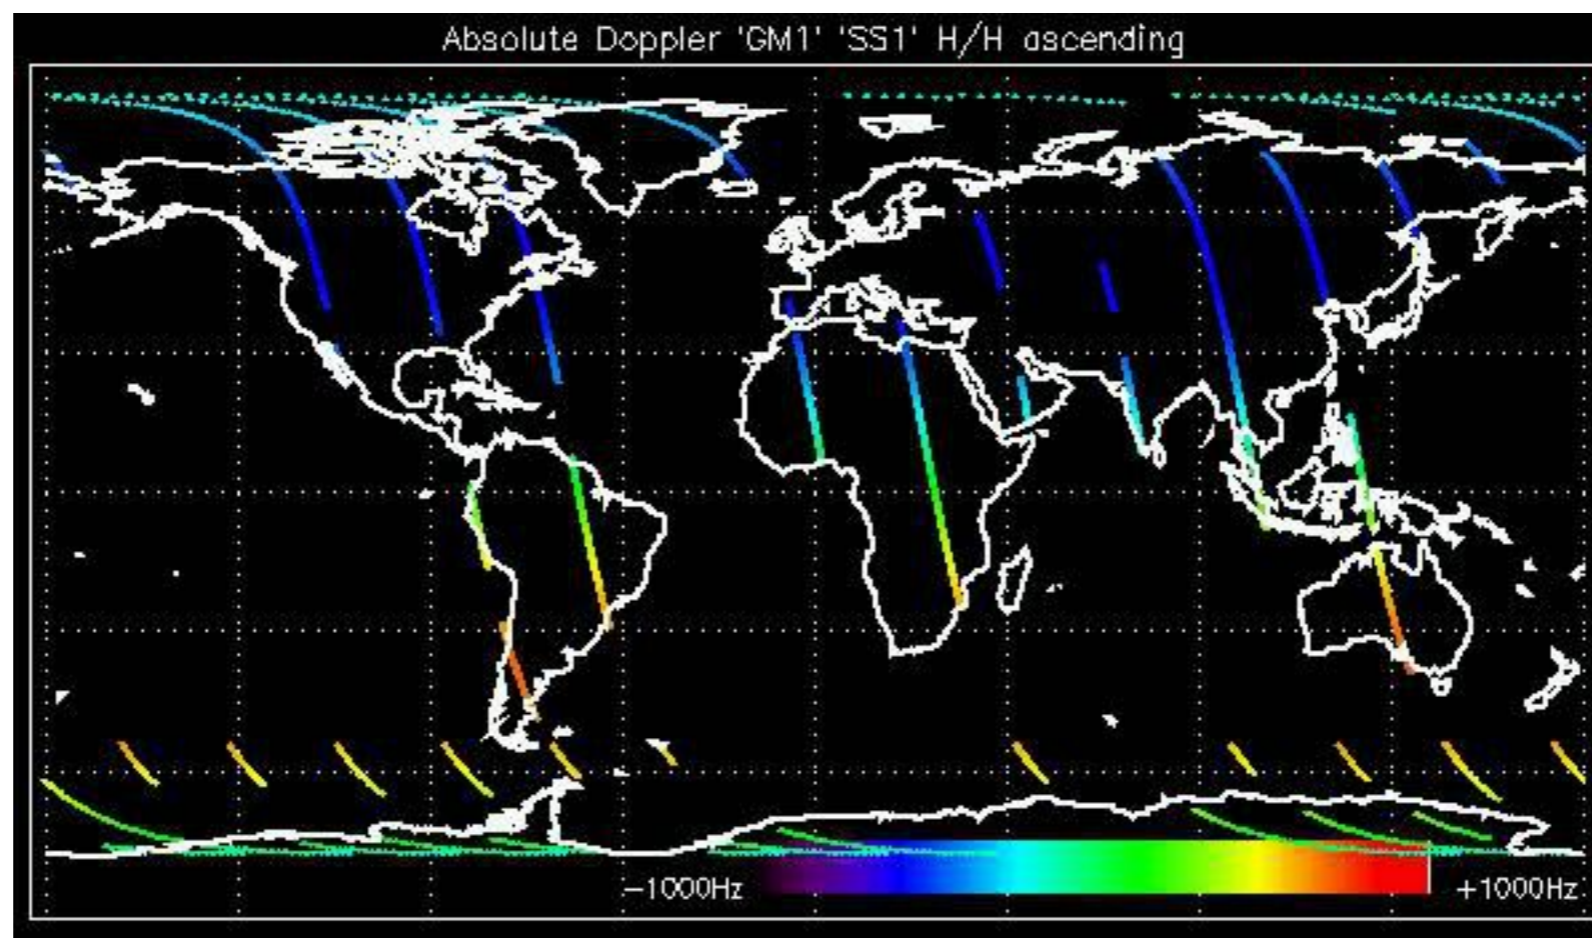 Absolute Doppler 'GM1' 'SS1' H/H ascending
−1000Hz
+1000Hz